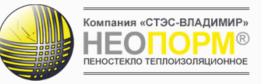 Компания «СТЭС-ВЛАДИМИР»
НЕОПОРМ®
ПЕНОСТЕКЛО ТЕПЛОИЗОЛЯЦИОННОЕ